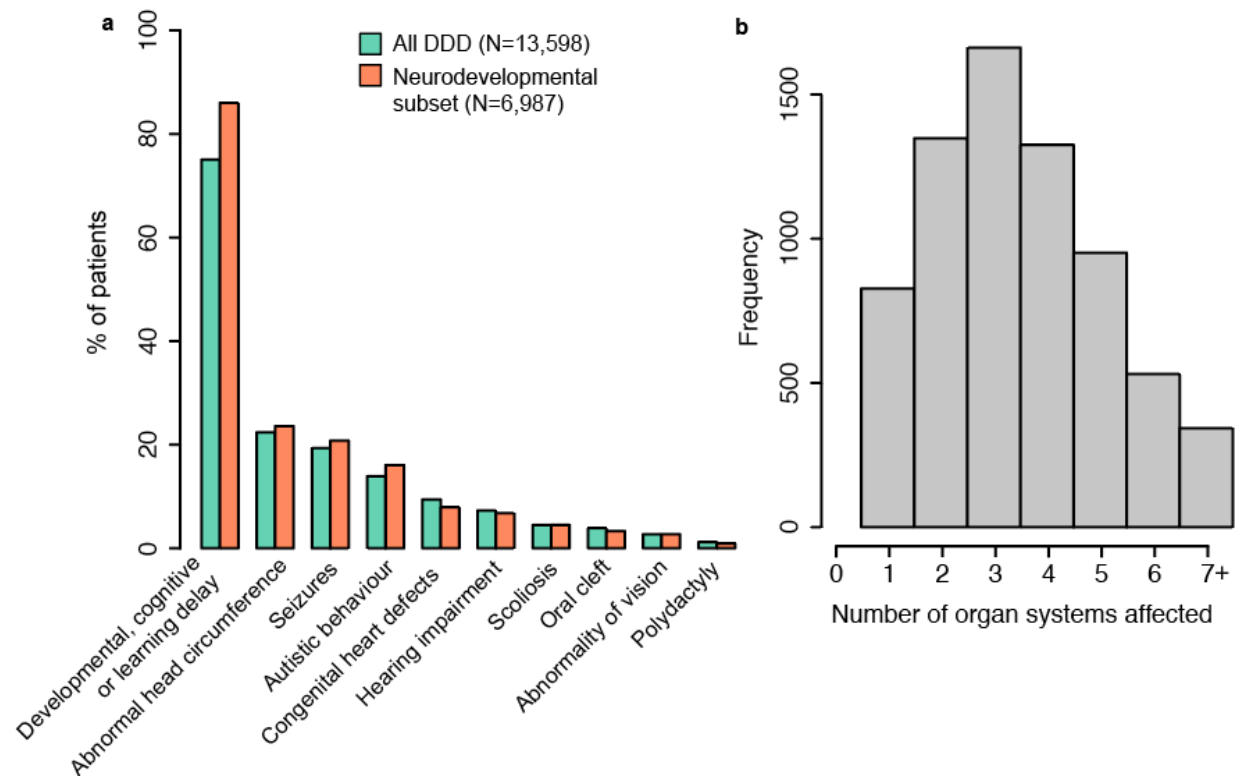 a
100
80
60
40
20
0
% of patients
All DDD (N=13,598)
Neurodevelopmental
subset (N=6,987)
Developmental, cognitive
or learning delay
Abnormal head circumference
Seizures
Autistic behaviour
Congenital heart defects
Hearing impairment
Scoliosis
Oral cleft
Abnormality of vision
Polydactyly
b
1500
1000
500
0
Frequency
0 1 2 3 4 5 6 7+
Number of organ systems affected